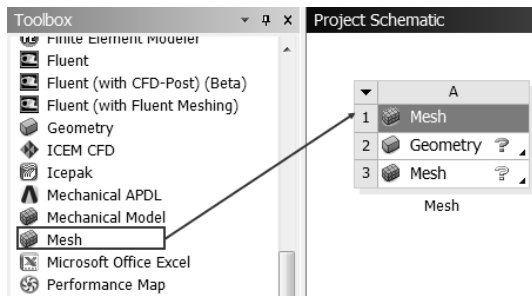 Toolbox
Finite Element Modeler
Fluent
Fluent (with CFD-Post) (Beta)
Fluent (with Fluent Meshing)
Geometry
ICEM CFD
Icepak
Mechanical APDL
Mechanical Model
Mesh
Microsoft Office Excel
Performance Map
Project Schematic
A
1 Mesh
2 Geometry ?
3 Mesh ?
Mesh